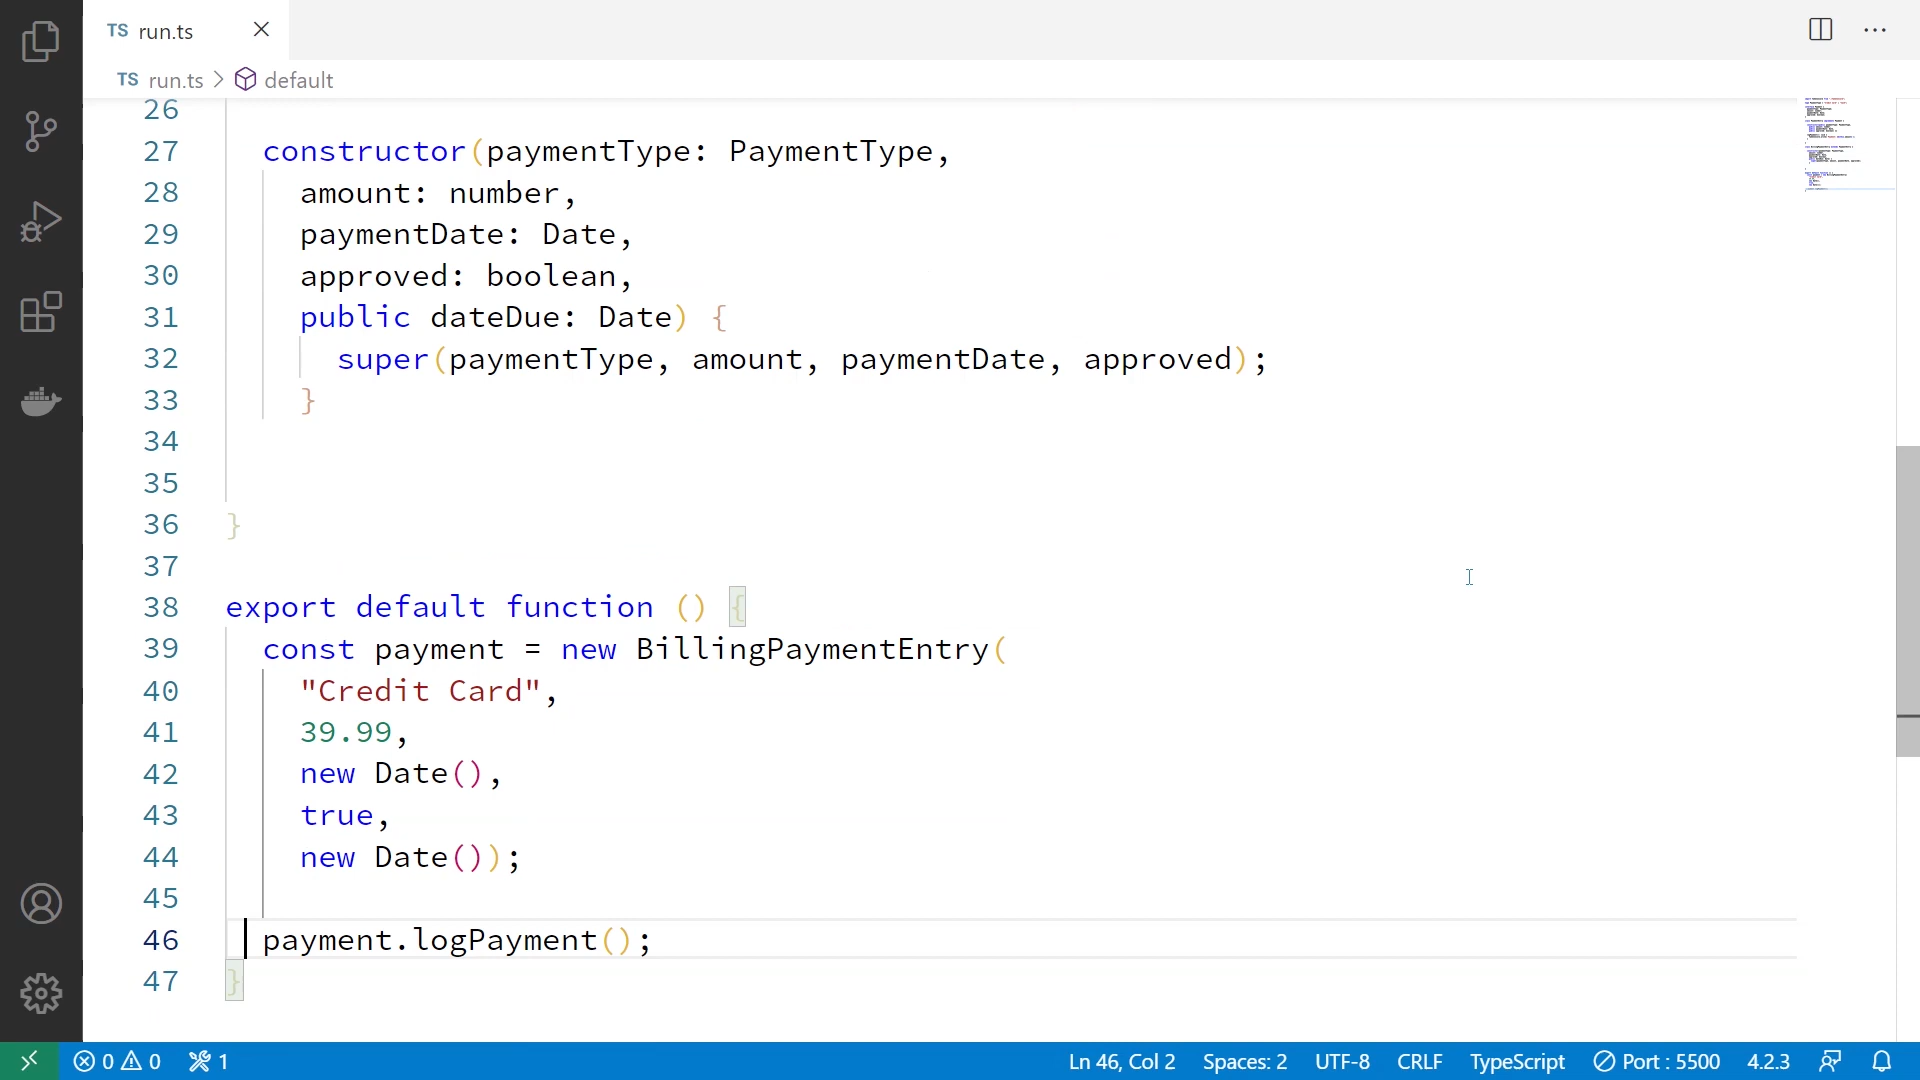 TS run.ts
TS run.ts > default
26
27 constructor(paymentType: PaymentType,
28 amount: number,
29 paymentDate: Date,
30 approved: boolean,
31 public dateDue: Date) {
32 super(paymentType, amount, paymentDate, approved);
33 }
34
35
36 }
37
38 export default function () {
39 const payment = new BillingPaymentEntry(
40 "Credit Card",
41 39.99,
42 new Date(),
43 true,
44 new Date());
45
46 payment.logPayment();
47 }
0 0 1 Ln 46, Col 2 Spaces: 2 UTF-8 CRLF TypeScript Port : 5500 4.2.3